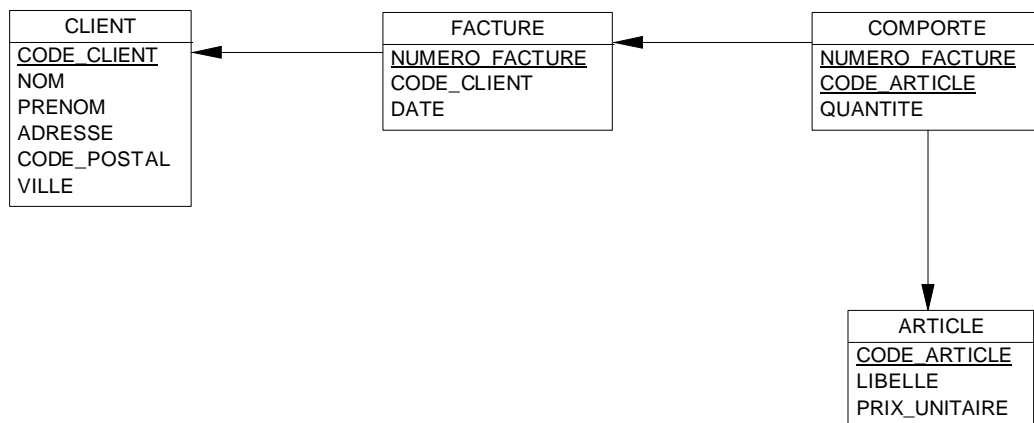 CLIENT
CODE_CLIENT
NOM
PRENOM
ADRESSE
CODE_POSTAL
VILLE
FACTURE
NUMERO_FACTURE
CODE_CLIENT
DATE
COMPORTE
NUMERO_FACTURE
CODE_ARTICLE
QUANTITE
ARTICLE
CODE_ARTICLE
LIBELLE
PRIX_UNITAIRE